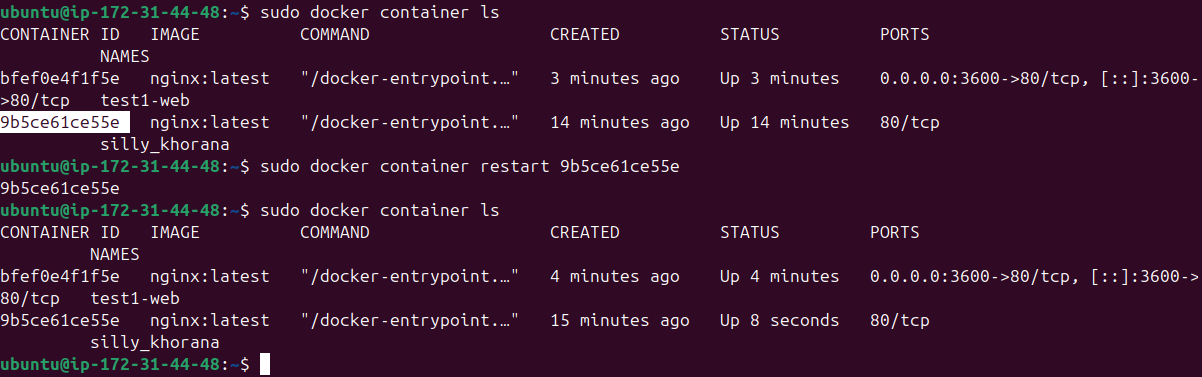 ubuntu@ip-172-31-44-48:~$ sudo docker container ls
CONTAINER ID   IMAGE          COMMAND                  CREATED          STATUS          PORTS
          NAMES
bfef0e4f1f5e   nginx:latest   "/docker-entrypoint.…"   3 minutes ago    Up 3 minutes    0.0.0.0:3600->80/tcp, [::]:3600-
>80/tcp   test1-web
9b5ce61ce55e   nginx:latest   "/docker-entrypoint.…"   14 minutes ago   Up 14 minutes   80/tcp
          silly_khorana
ubuntu@ip-172-31-44-48:~$ sudo docker container restart 9b5ce61ce55e
9b5ce61ce55e
ubuntu@ip-172-31-44-48:~$ sudo docker container ls
CONTAINER ID   IMAGE          COMMAND                  CREATED          STATUS         PORTS
         NAMES
bfef0e4f1f5e   nginx:latest   "/docker-entrypoint.…"   4 minutes ago    Up 4 minutes   0.0.0.0:3600->80/tcp, [::]:3600->
80/tcp   test1-web
9b5ce61ce55e   nginx:latest   "/docker-entrypoint.…"   15 minutes ago   Up 8 seconds   80/tcp
         silly_khorana
ubuntu@ip-172-31-44-48:~$